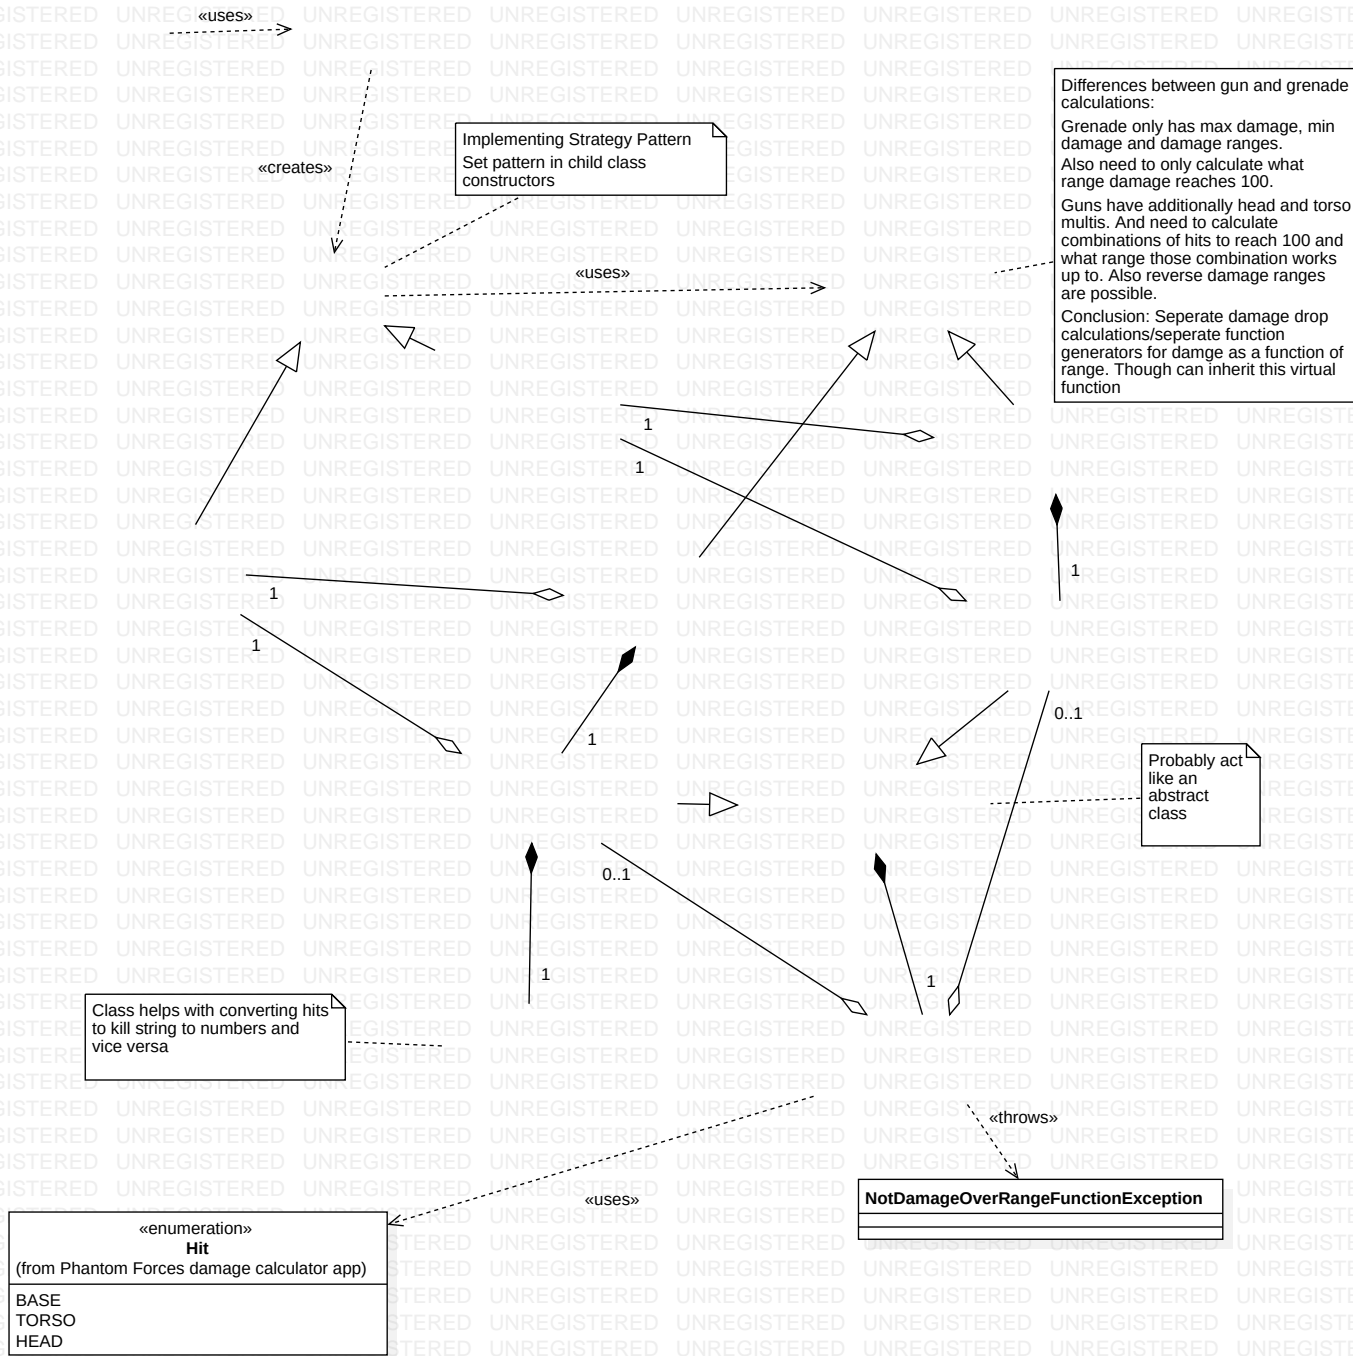 «uses»
«creates»
Implementing Strategy Pattern
Set pattern in child class
constructors
Differences between gun and grenade
calculations:
Grenade only has max damage, min
damage and damage ranges.
Also need to only calculate what
range damage reaches 100.
Guns have additionally head and torso
multis. And need to calculate
combinations of hits to reach 100 and
what range those combination works
up to. Also reverse damage ranges
are possible.
Conclusion: Seperate damage drop
calculations/seperate function
generators for damge as a function of
range. Though can inherit this virtual
function
«uses»
1
1
1
1
1
1
0..1
Probably act
like an
abstract
class
0..1
1
1
Class helps with converting hits
to kill string to numbers and
vice versa
«throws»
«uses»
NotDamageOverRangeFunctionException
«enumeration»
Hit
(from Phantom Forces damage calculator app)
BASE
TORSO
HEAD
UNREGISTERED